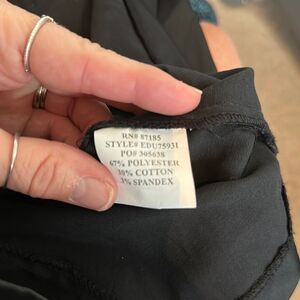 RN# 87185
STYLE# EDU75931
PO# 305638
67% POLYESTER
30% COTTON
3% SPANDEX